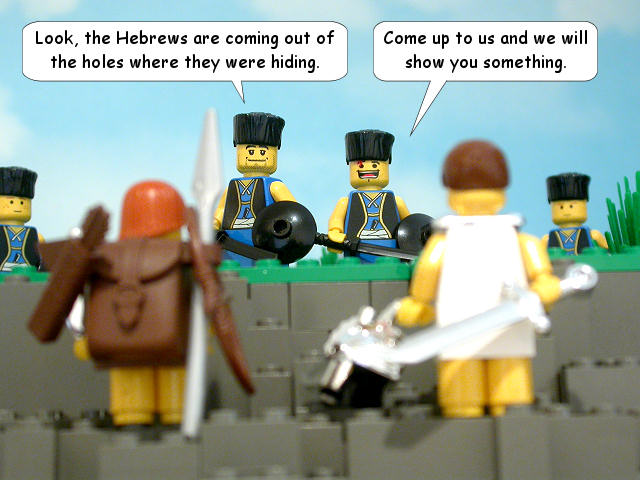 Look, the Hebrews are coming out of
the holes where they were hiding.
Come up to us and we will
show you something.